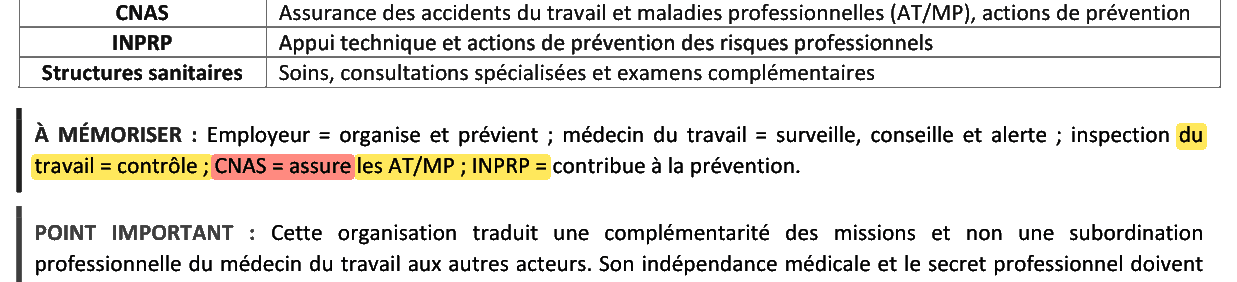 CNAS Assurance des accidents du travail et maladies professionnelles (AT/MP), actions de prévention
INPRP Appui technique et actions de prévention des risques professionnels
Structures sanitaires Soins, consultations spécialisées et examens complémentaires
À MÉMORISER : Employeur = organise et prévient ; médecin du travail = surveille, conseille et alerte ; inspection du
travail = contrôle ; CNAS = assure les AT/MP ; INPRP = contribue à la prévention.
POINT IMPORTANT : Cette organisation traduit une complémentarité des missions et non une subordination
professionnelle du médecin du travail aux autres acteurs. Son indépendance médicale et le secret professionnel doivent